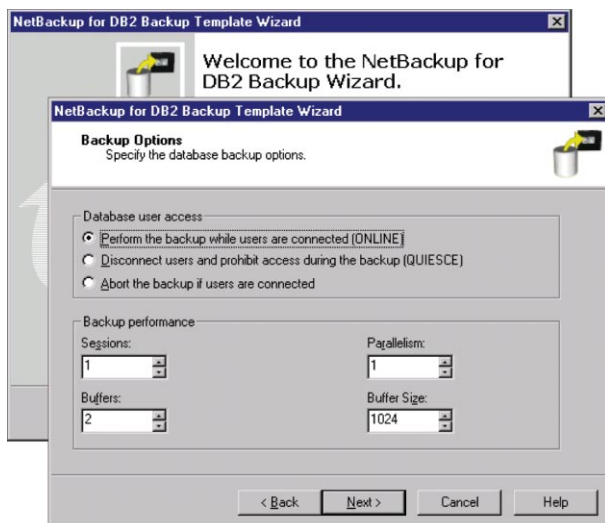 NetBackup for DB2 Backup Template Wizard
Welcome to the NetBackup for
DB2 Backup Wizard.
NetBackup for DB2 Backup Template Wizard
Backup Options
Specify the database backup options.
Database user access
Perform the backup while users are connected (ONLINE)
Disconnect users and prohibit access during the backup (QUIESCE)
Abort the backup if users are connected
Backup performance
Sessions:
Parallelism:
1
1
Buffers:
Buffer Size:
2
1024
< Back
Next >
Cancel
Help